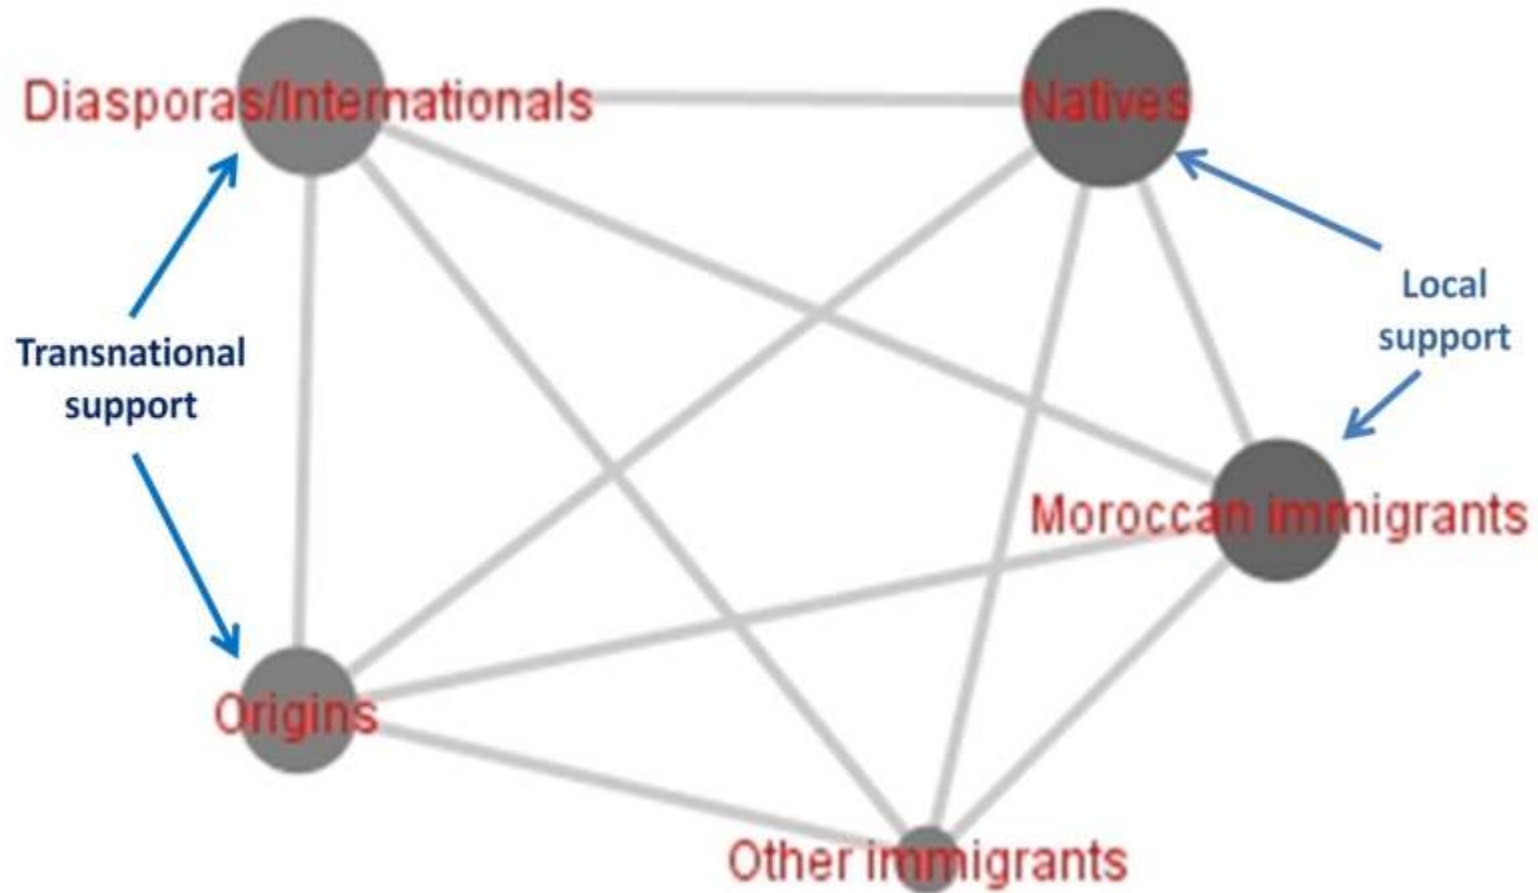 Diasporas/Internationals
Natives
Local
support
Transnational
support
Moroccan immigrants
Origins
Other immigrants